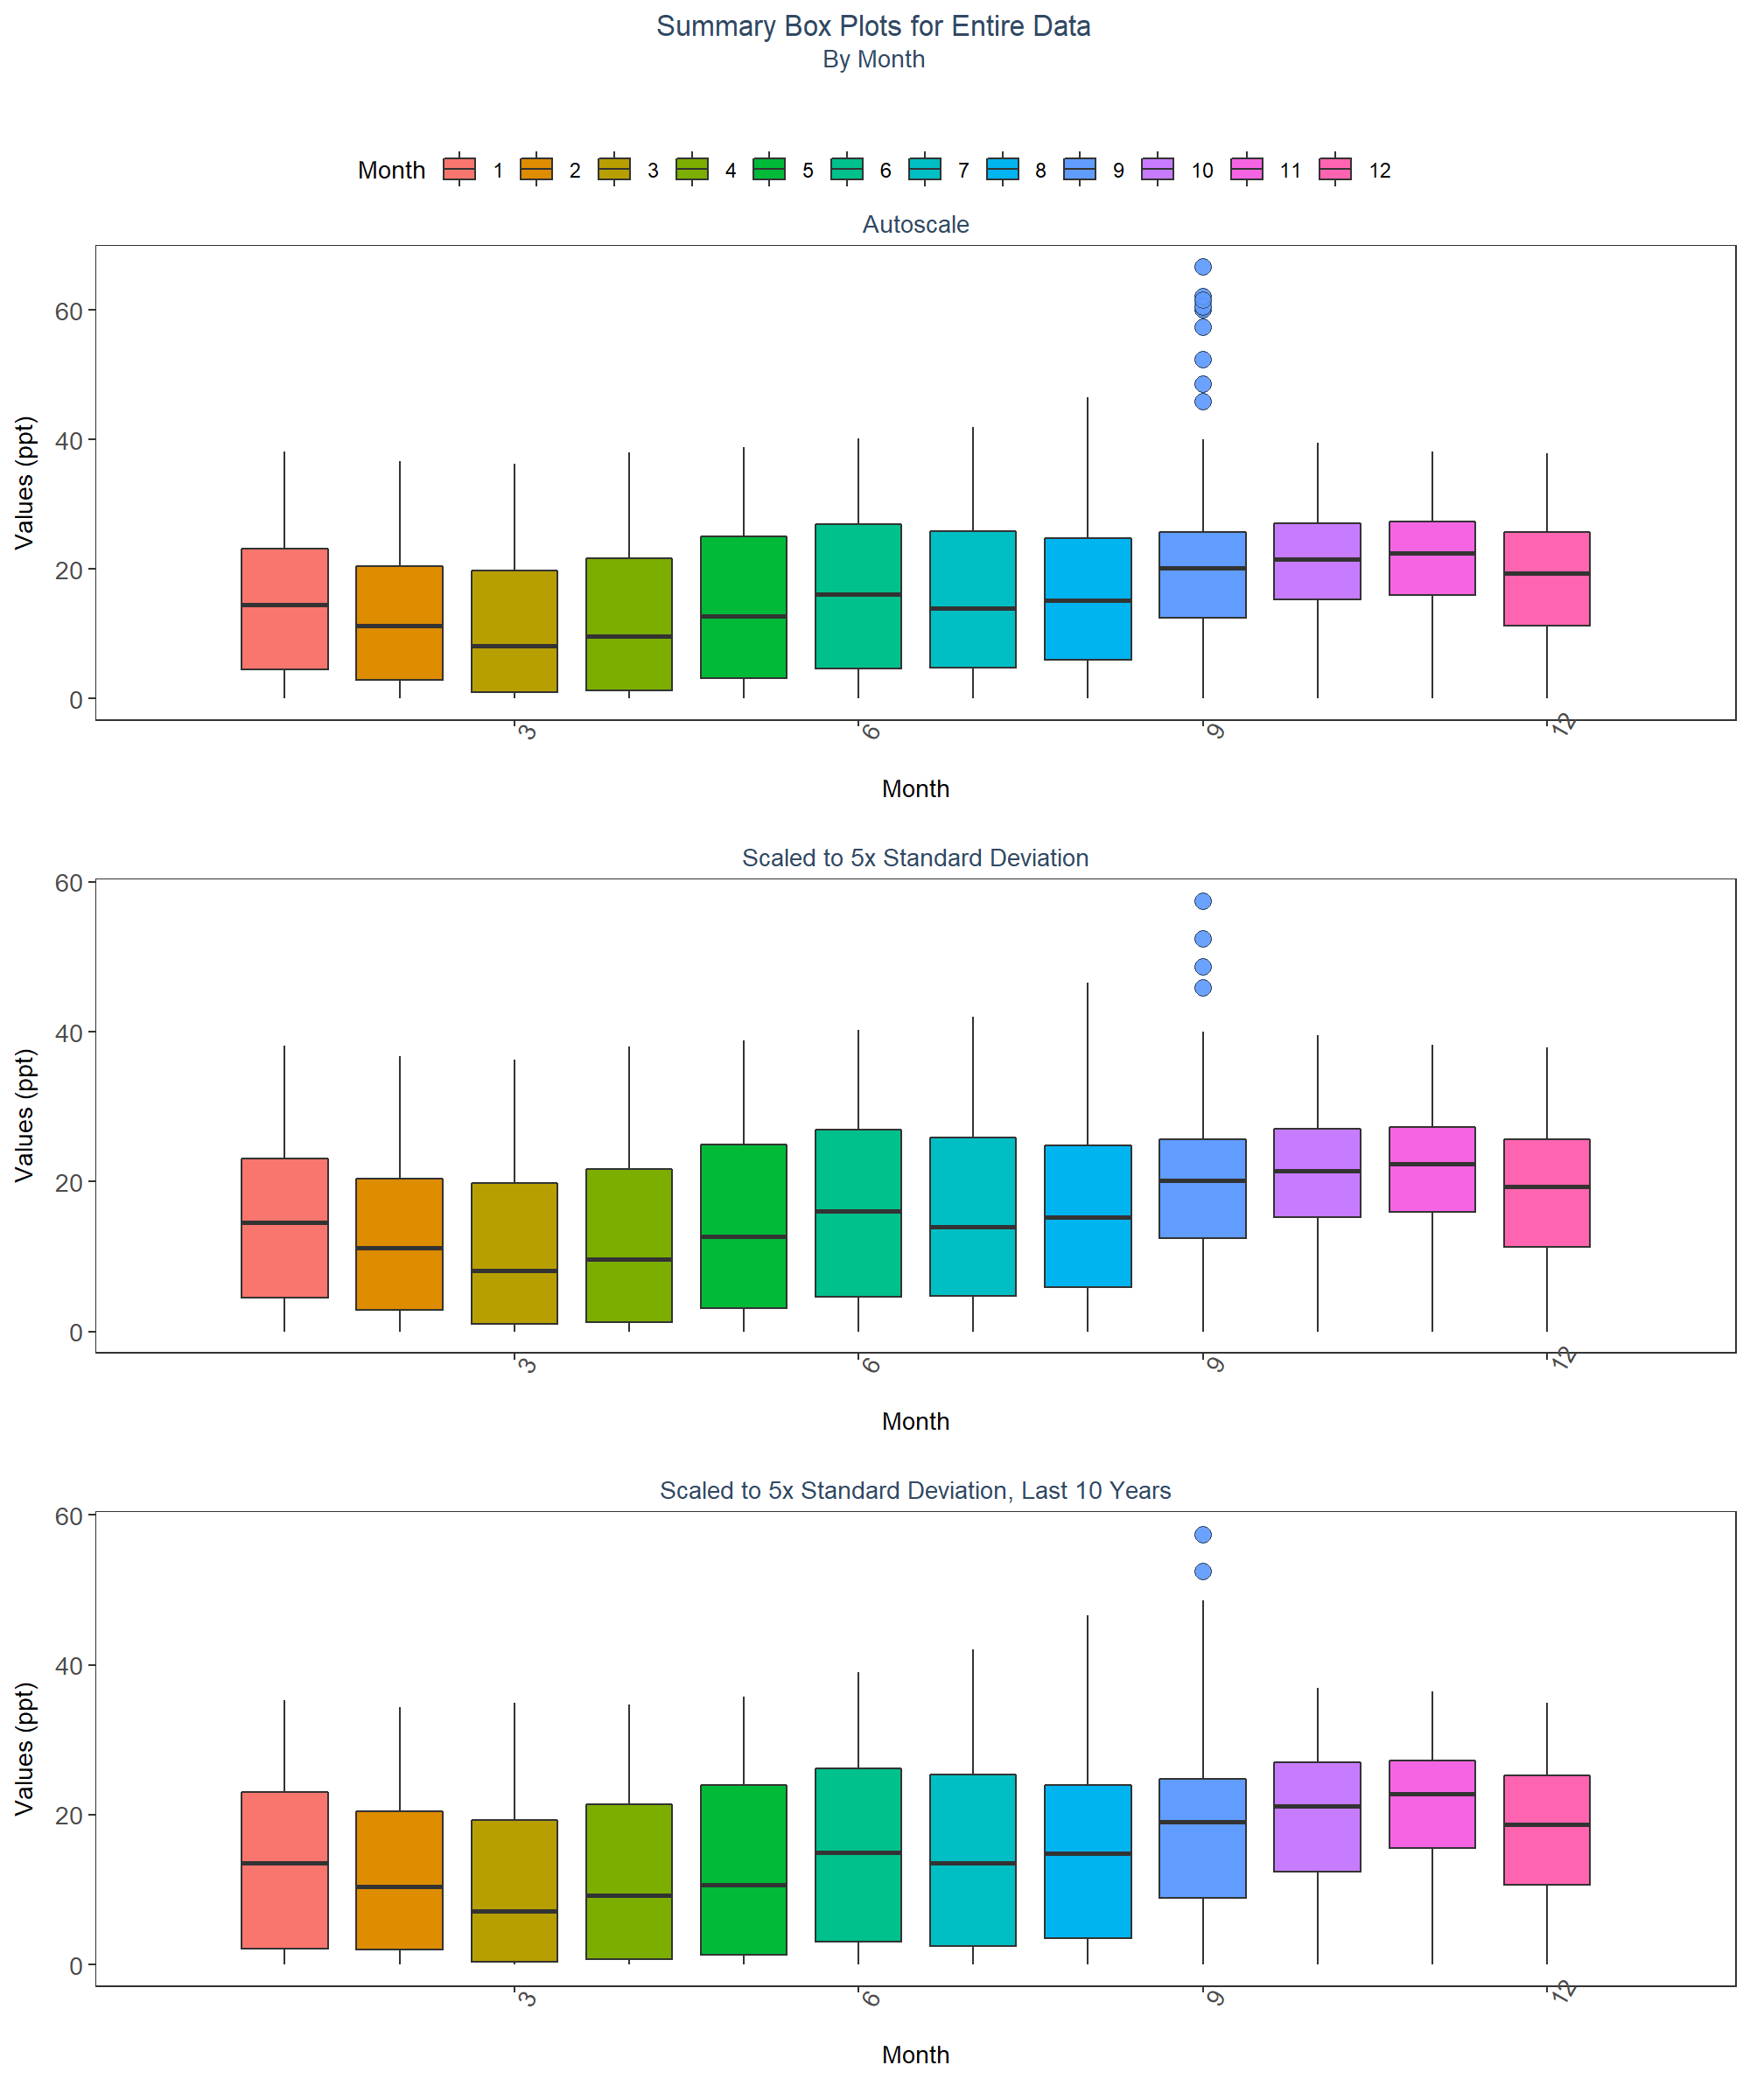 Summary Box Plots for Entire Data
By Month
Month 1 2 3 4 5 6 7 8 9 10 11 12
Autoscale
Values (ppt)
60
40
20
0
3 6 9 12
Month
Scaled to 5x Standard Deviation
Values (ppt)
60
40
20
0
3 6 9 12
Month
Scaled to 5x Standard Deviation, Last 10 Years
Values (ppt)
60
40
20
0
3 6 9 12
Month